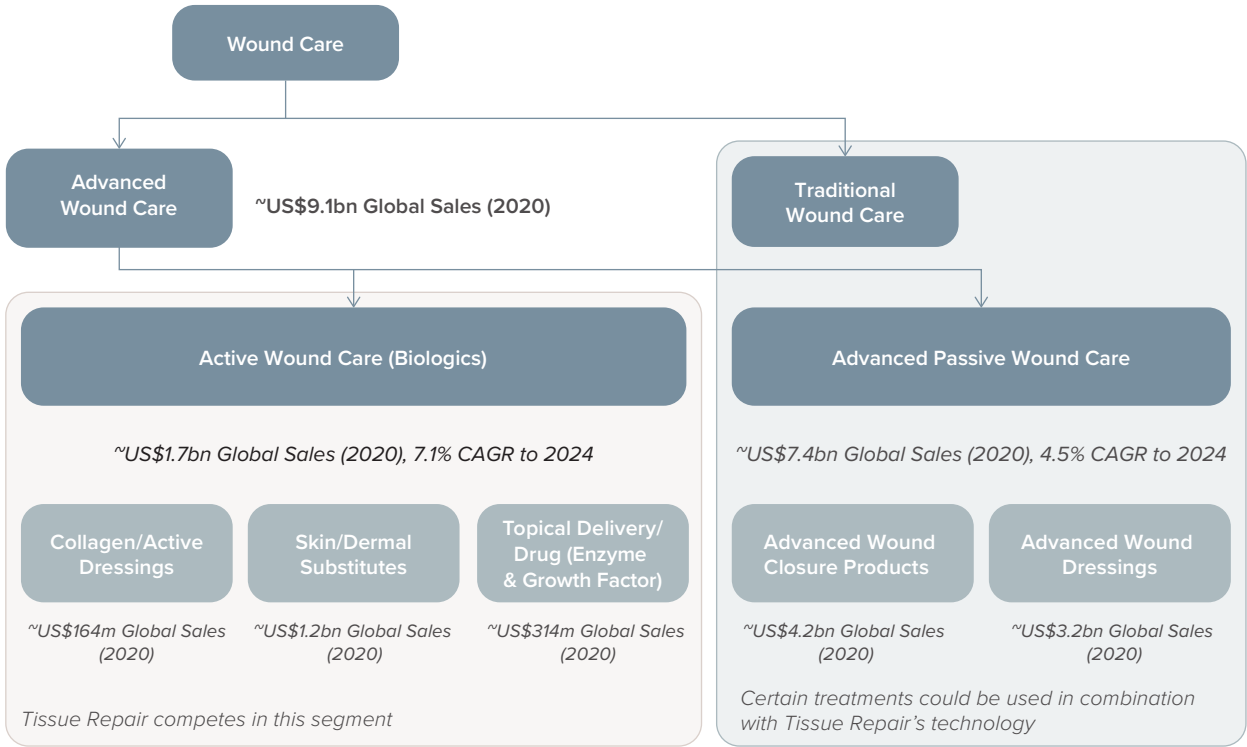 Wound Care
Advanced
Wound Care
~US$9.1bn Global Sales (2020)
Traditional
Wound Care
Active Wound Care (Biologics)
Advanced Passive Wound Care
~US$1.7bn Global Sales (2020), 7.1% CAGR to 2024
~US$7.4bn Global Sales (2020), 4.5% CAGR to 2024
Collagen/Active
Dressings
Skin/Dermal
Substitutes
Topical Delivery/
Drug (Enzyme
& Growth Factor)
Advanced Wound
Closure Products
Advanced Wound
Dressings
~US$164m Global Sales
(2020)
~US$1.2bn Global Sales
(2020)
~US$314m Global Sales
(2020)
~US$4.2bn Global Sales
(2020)
~US$3.2bn Global Sales
(2020)
Tissue Repair competes in this segment
Certain treatments could be used in combination
with Tissue Repair’s technology